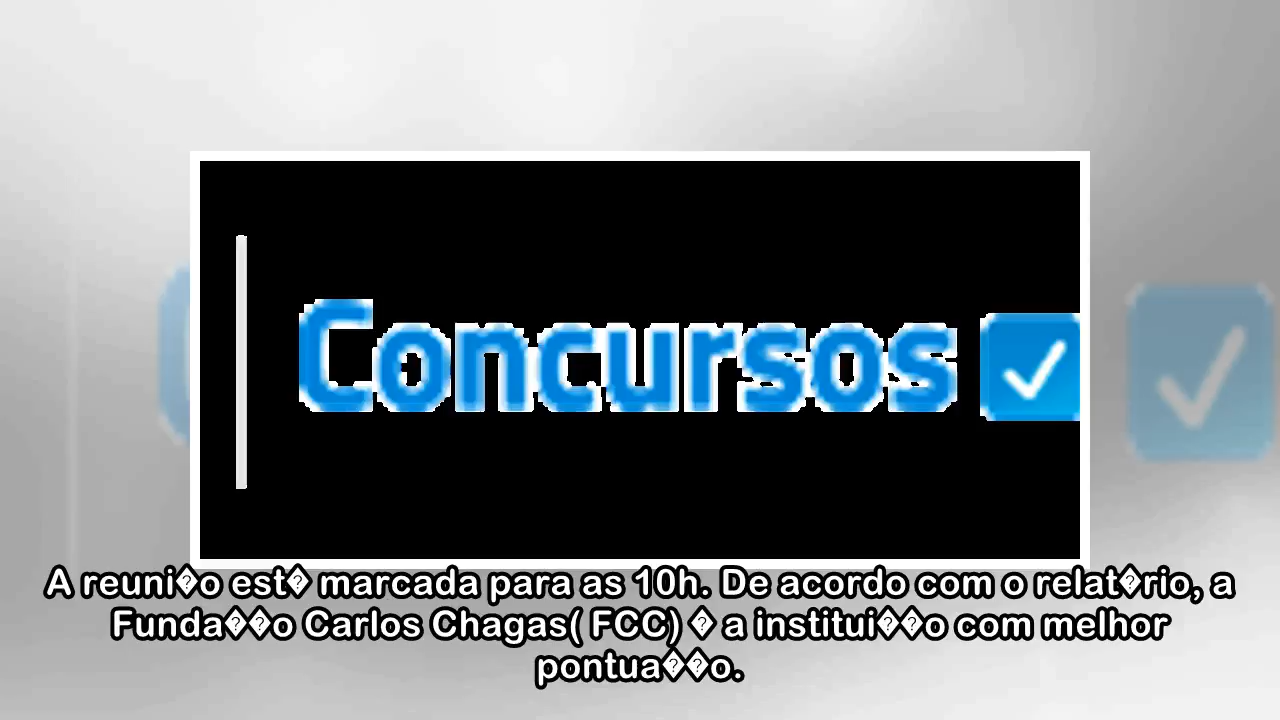 Concursos
A reuni�o est� marcada para as 10h. De acordo com o relat�rio, a
Funda��o Carlos Chagas( FCC) � a institui��o com melhor
pontua��o.